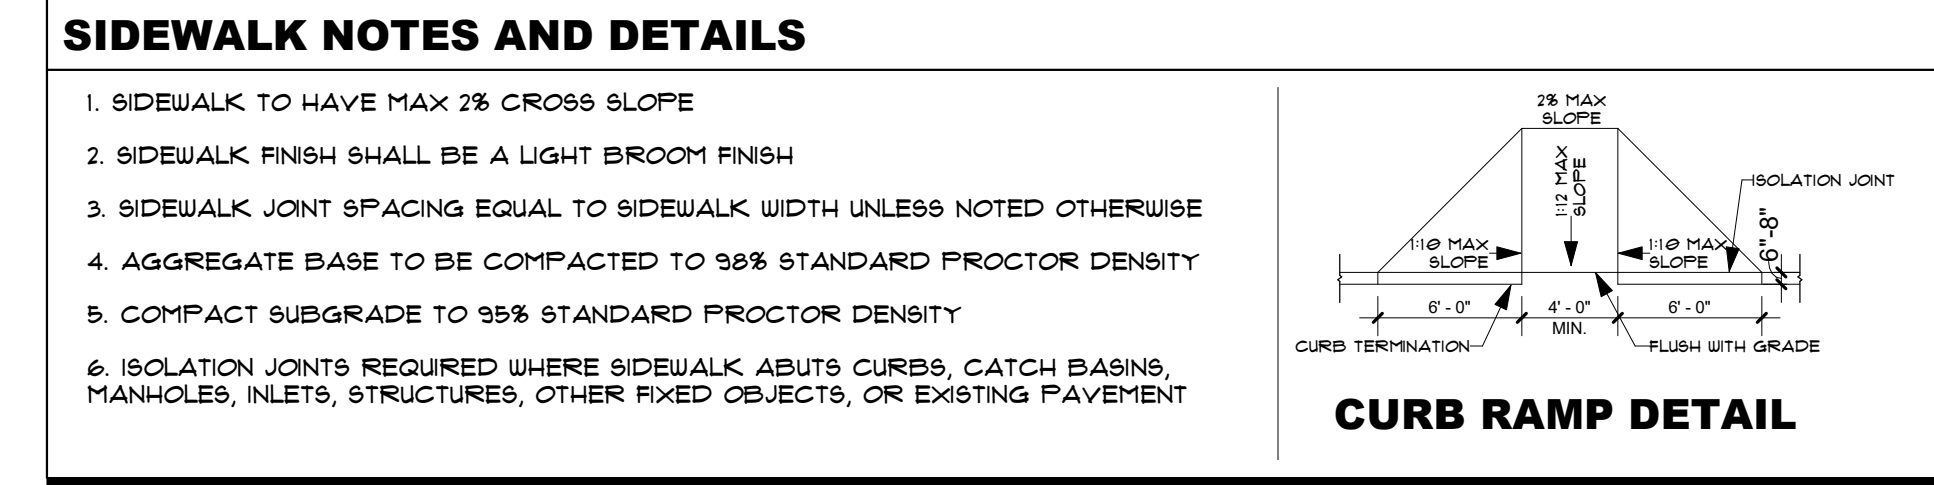 SIDEWALK NOTES AND DETAILS
1. SIDEWALK TO HAVE MAX 2% CROSS SLOPE
2. SIDEWALK FINISH SHALL BE A LIGHT BROOM FINISH
3. SIDEWALK JOINT SPACING EQUAL TO SIDEWALK WIDTH UNLESS NOTED OTHERWISE
4. AGGREGATE BASE TO BE COMPACTED TO 98% STANDARD PROCTOR DENSITY
5. COMPACT SUBGRADE TO 95% STANDARD PROCTOR DENSITY
6. ISOLATION JOINTS REQUIRED WHERE SIDEWALK ABUTS CURBS, CATCH BASINS,
MANHOLES, INLETS, STRUCTURES, OTHER FIXED OBJECTS, OR EXISTING PAVEMENT
2% MAX
SLOPE
1:12 MAX
SLOPE
ISOLATION JOINT
1:10 MAX
SLOPE
1:10 MAX
SLOPE
6"-8"
6' - 0"
4' - 0"
MIN.
6' - 0"
CURB TERMINATION
FLUSH WITH GRADE
CURB RAMP DETAIL